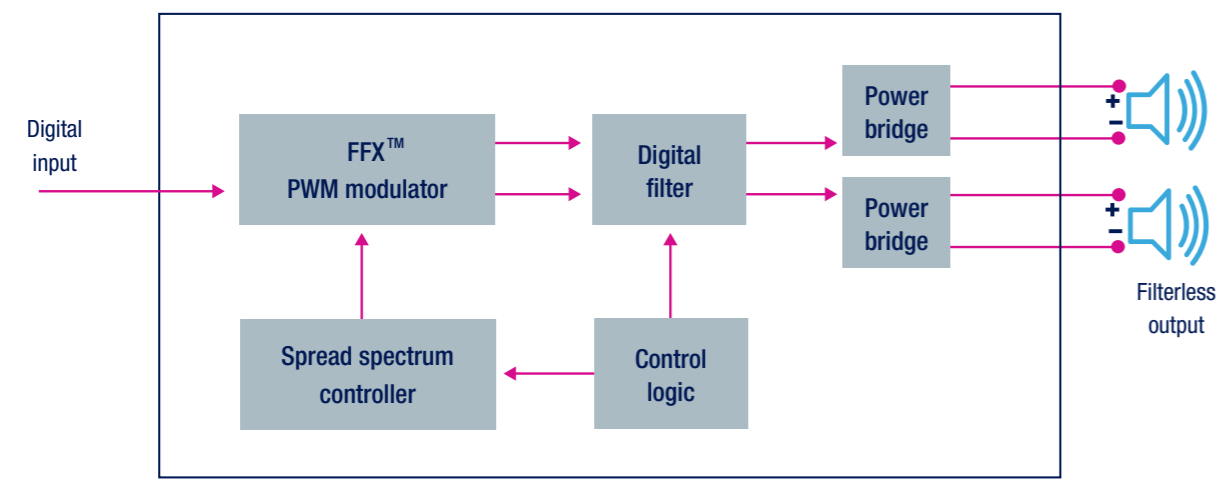 Digital
input
FFX™
PWM modulator
Digital
filter
Power
bridge
+
−
Power
bridge
+
−
Filterless
output
Spread spectrum
controller
Control
logic